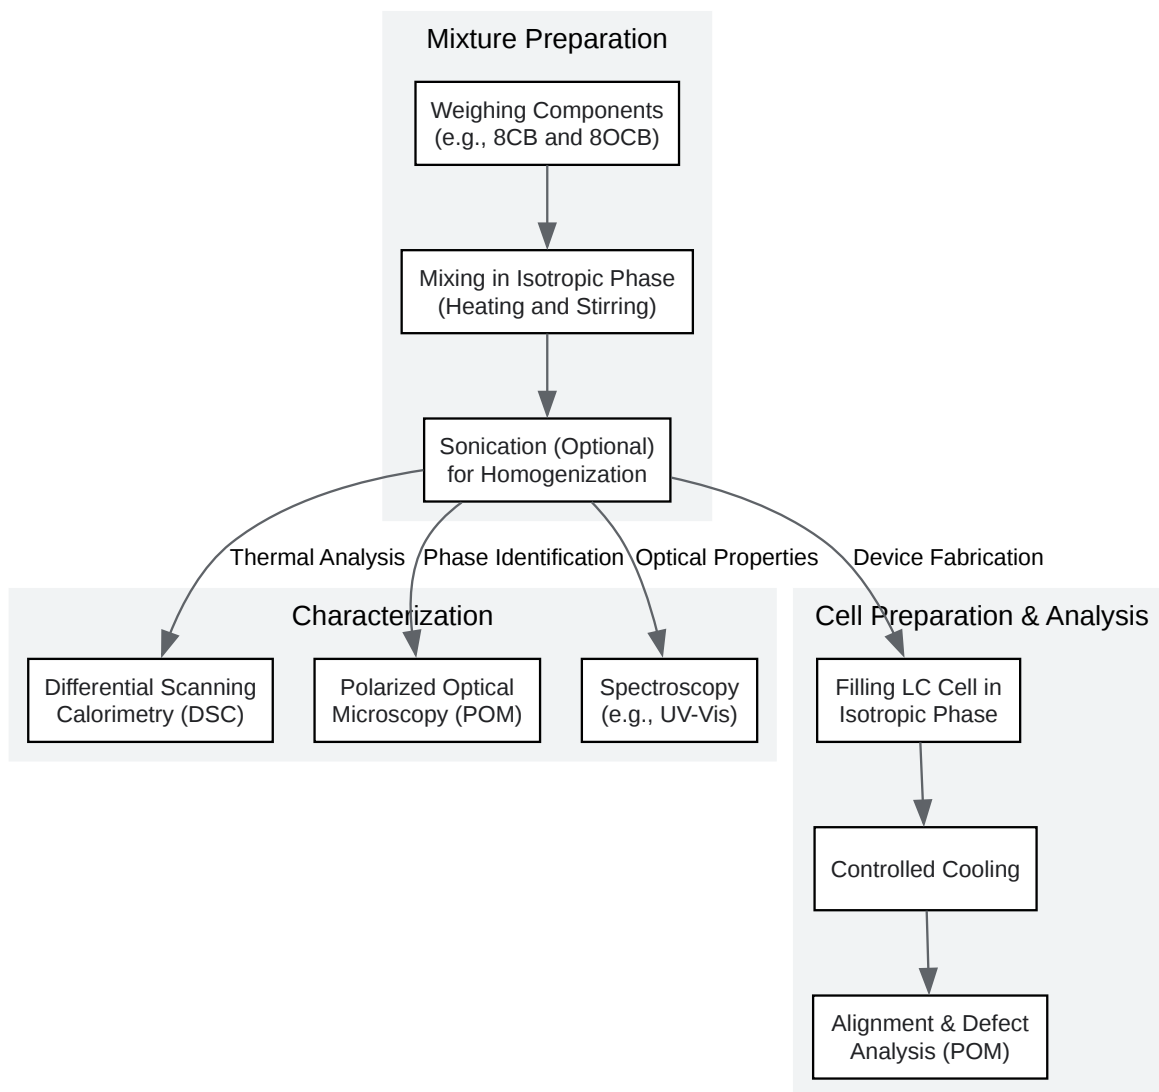 Mixture Preparation
Weighing Components
(e.g., 8CB and 8OCB)
Mixing in Isotropic Phase
(Heating and Stirring)
Sonication (Optional)
for Homogenization
Thermal Analysis
Phase Identification
Optical Properties
Device Fabrication
Characterization
Differential Scanning
Calorimetry (DSC)
Polarized Optical
Microscopy (POM)
Spectroscopy
(e.g., UV-Vis)
Cell Preparation & Analysis
Filling LC Cell in
Isotropic Phase
Controlled Cooling
Alignment & Defect
Analysis (POM)